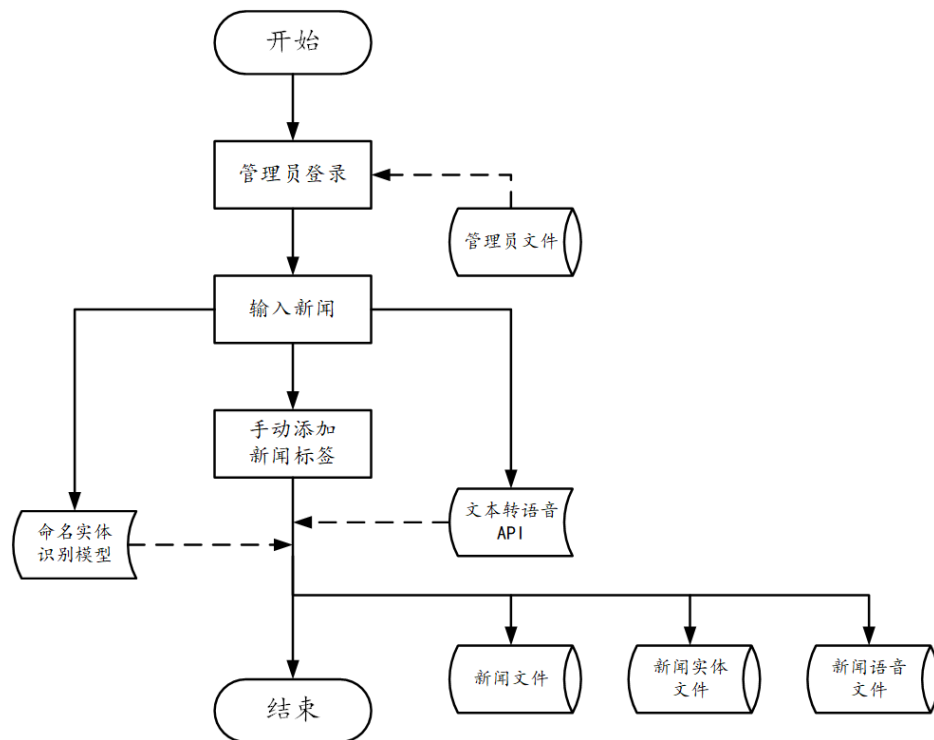 开始
管理员登录
管理员文件
输入新闻
手动添加
新闻标签
命名实体
识别模型
文本转语音
API
新闻文件
新闻实体
文件
新闻语音
文件
结束